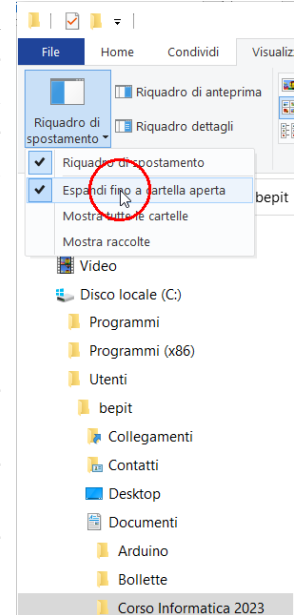 File Home Condividi Visualiz
Riquadro di spostamento
Riquadro di anteprima
Riquadro dettagli
Riquadro di spostamento
Espandi fino a cartella aperta
Mostra tutte le cartelle
Mostra raccolte
bepit
Video
Disco locale (C:)
Programmi
Programmi (x86)
Utenti
bepit
Collegamenti
Contatti
Desktop
Documenti
Arduino
Bollette
Corso Informatica 2023